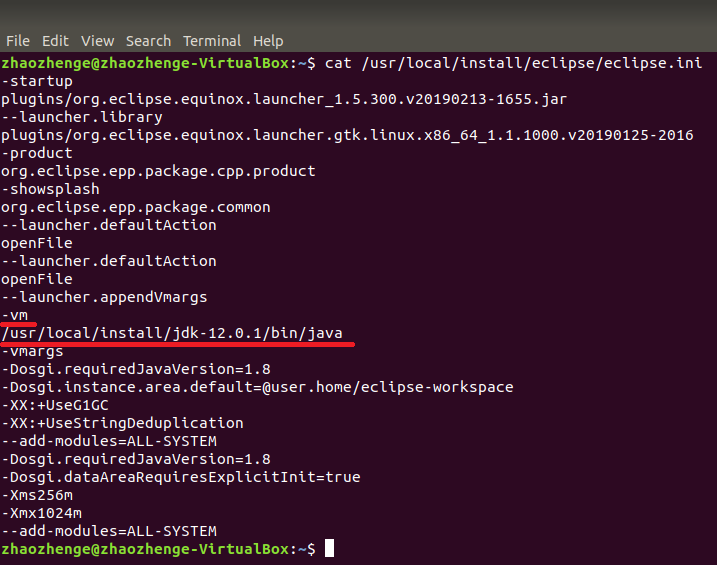 File Edit View Search Terminal Help
zhaozhenge@zhaozhenge-VirtualBox:~$ cat /usr/local/install/eclipse/eclipse.ini
-startup
plugins/org.eclipse.equinox.launcher_1.5.300.v20190213-1655.jar
--launcher.library
plugins/org.eclipse.equinox.launcher.gtk.linux.x86_64_1.1.1000.v20190125-2016
-product
org.eclipse.epp.package.cpp.product
-showsplash
org.eclipse.epp.package.common
--launcher.defaultAction
openFile
--launcher.defaultAction
openFile
--launcher.appendVmargs
-vm
/usr/local/install/jdk-12.0.1/bin/java
-vmargs
-Dosgi.requiredJavaVersion=1.8
-Dosgi.instance.area.default=@user.home/eclipse-workspace
-XX:+UseG1GC
-XX:+UseStringDeduplication
--add-modules=ALL-SYSTEM
-Dosgi.requiredJavaVersion=1.8
-Dosgi.dataAreaRequiresExplicitInit=true
-Xms256m
-Xmx1024m
--add-modules=ALL-SYSTEM
zhaozhenge@zhaozhenge-VirtualBox:~$